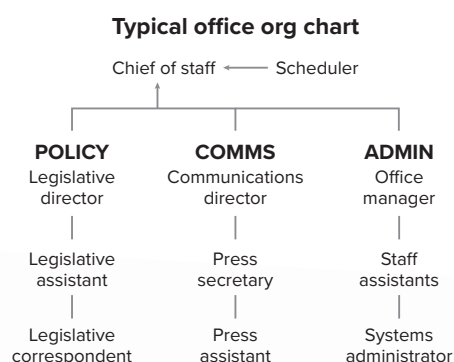 Typical office org chart
Chief of staff Scheduler
POLICY
Legislative
director
Legislative
assistant
Legislative
correspondent
COMMS
Communications
director
Press
secretary
Press
assistant
ADMIN
Office
manager
Staff
assistants
Systems
administrator